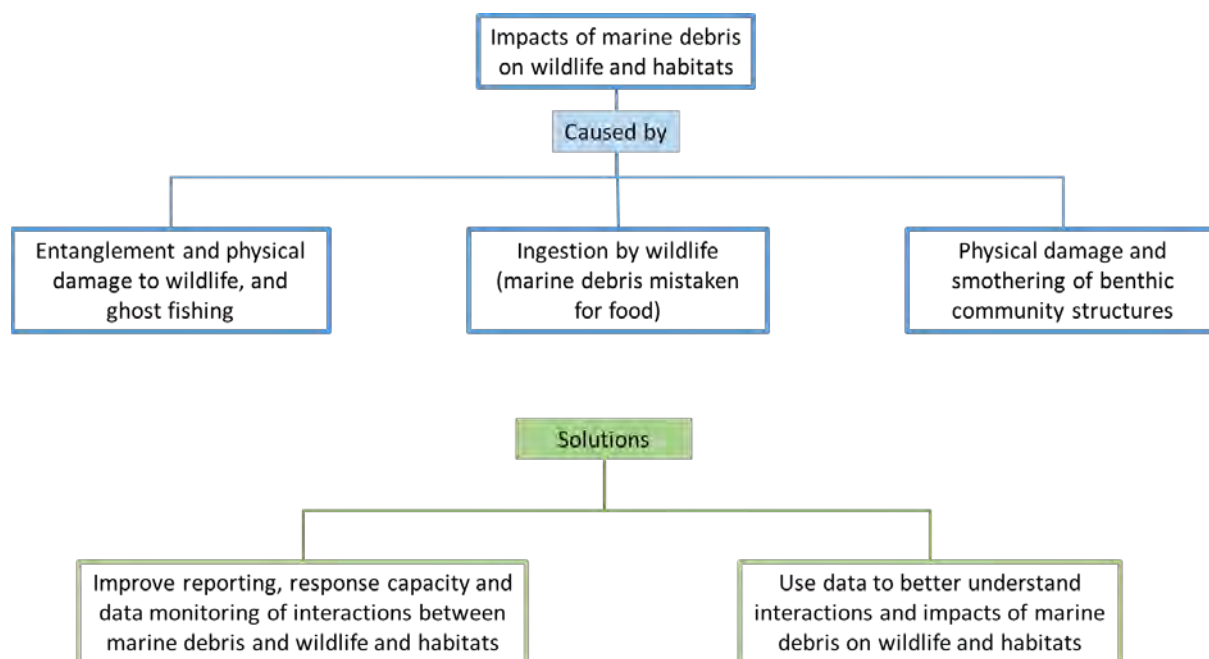 Impacts of marine debris
on wildlife and habitats
Caused by
Entanglement and physical
damage to wildlife, and
ghost fishing
Ingestion by wildlife
(marine debris mistaken
for food)
Physical damage and
smothering of benthic
community structures
Solutions
Improve reporting, response capacity and
data monitoring of interactions between
marine debris and wildlife and habitats
Use data to better understand
interactions and impacts of marine
debris on wildlife and habitats